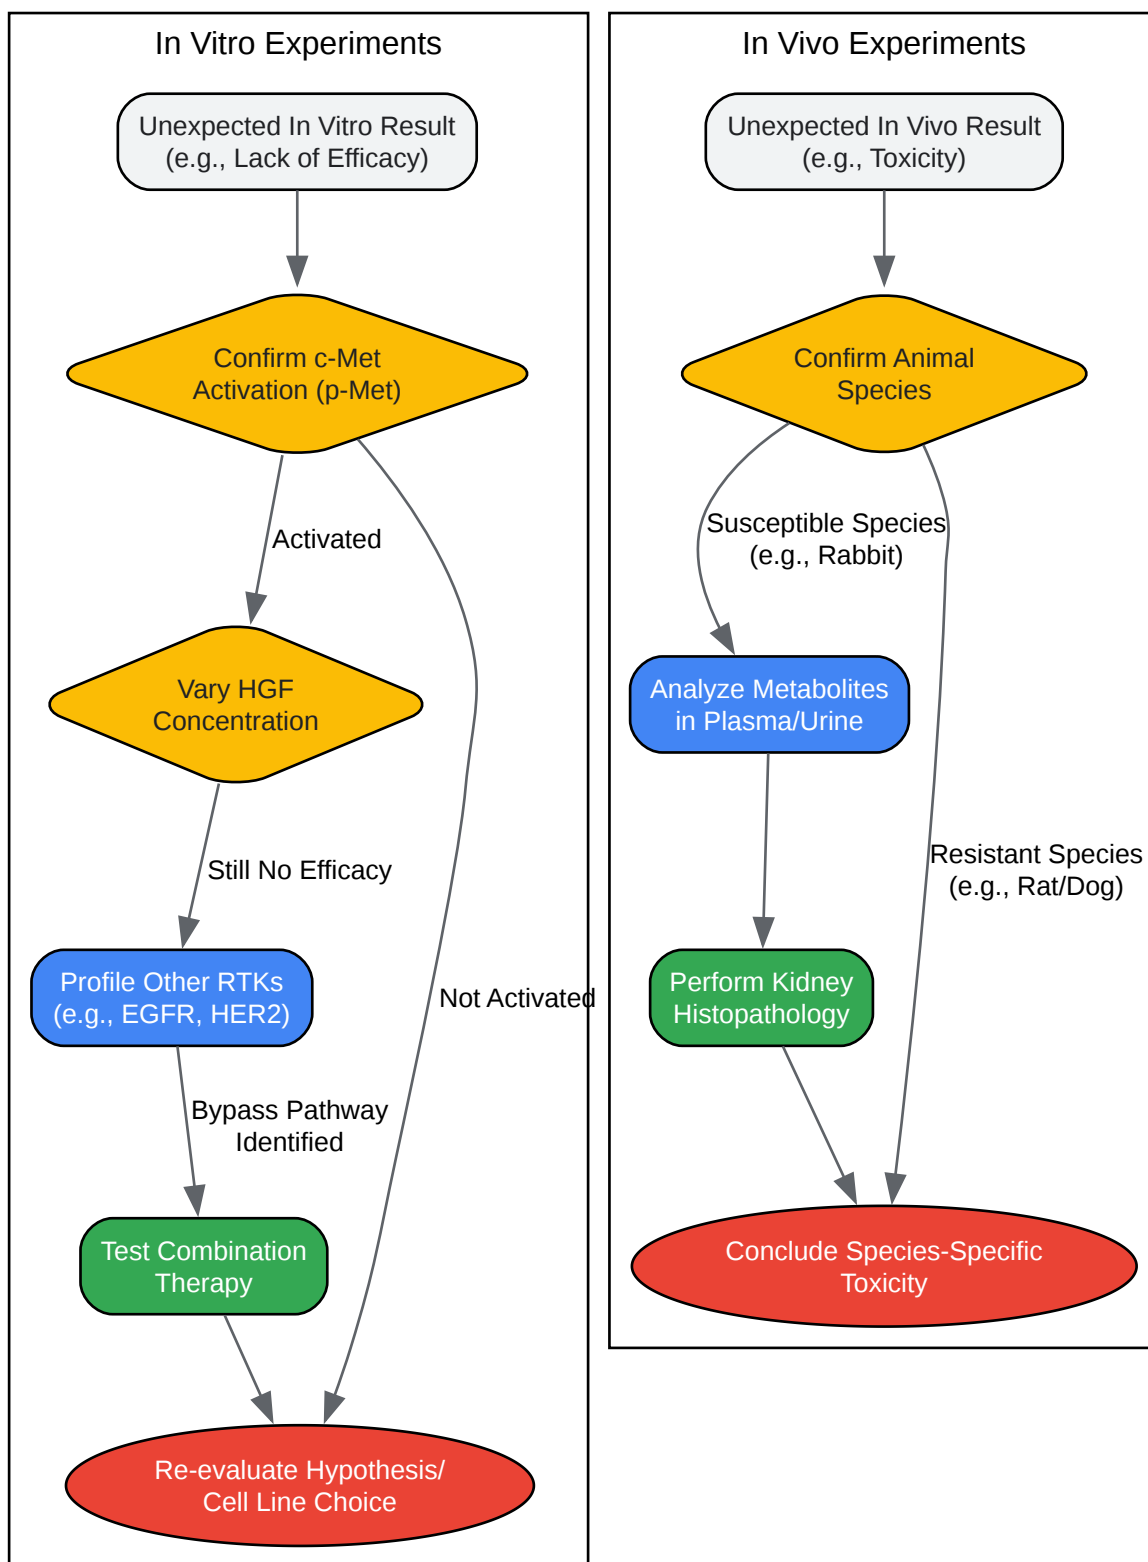 In Vitro Experiments
Unexpected In Vitro Result
(e.g., Lack of Efficacy)
Confirm c-Met
Activation (p-Met)
Activated
Vary HGF
Concentration
Still No Efficacy
Profile Other RTKs
(e.g., EGFR, HER2)
Not Activated
Bypass Pathway
Identified
Test Combination
Therapy
Re-evaluate Hypothesis/
Cell Line Choice
In Vivo Experiments
Unexpected In Vivo Result
(e.g., Toxicity)
Confirm Animal
Species
Susceptible Species
(e.g., Rabbit)
Analyze Metabolites
in Plasma/Urine
Resistant Species
(e.g., Rat/Dog)
Perform Kidney
Histopathology
Conclude Species-Specific
Toxicity